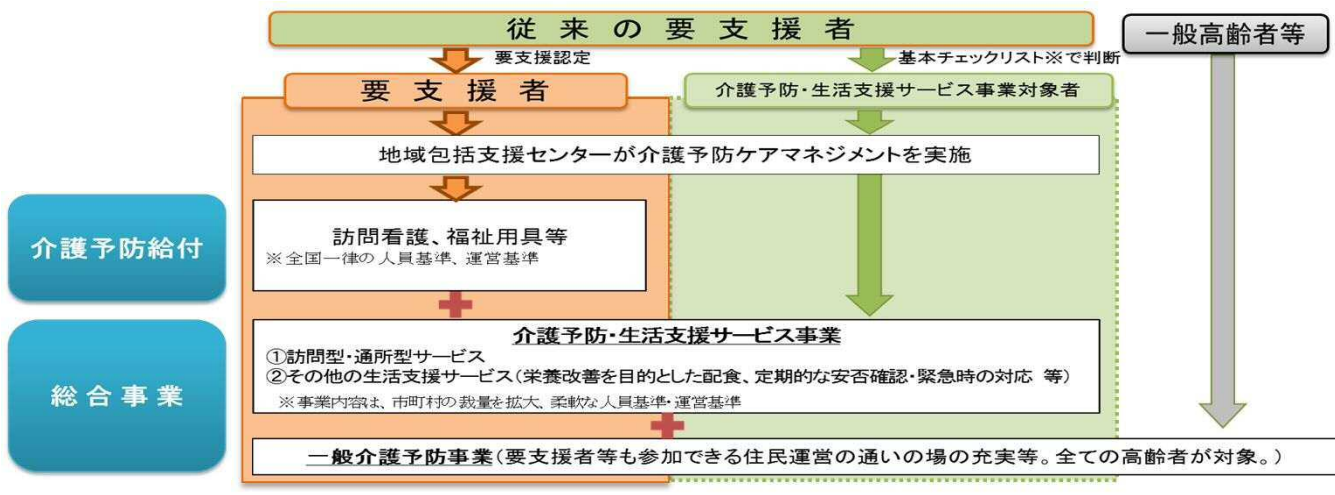 従来の要支援者
一般高齢者等
要支援認定
基本チェックリスト※で判断
要支援者
介護予防・生活支援サービス事業対象者
地域包括支援センターが介護予防ケアマネジメントを実施
介護予防給付
訪問看護、福祉用具等
※全国一律の人員基準、運営基準
総合事業
介護予防・生活支援サービス事業
①訪問型・通所型サービス
②その他の生活支援サービス(栄養改善を目的とした配食、定期的な安否確認・緊急時の対応 等)
※事業内容は、市町村の裁量を拡大、柔軟な人員基準・運営基準
一般介護予防事業(要支援者等も参加できる住民運営の通いの場の充実等。全ての高齢者が対象。)